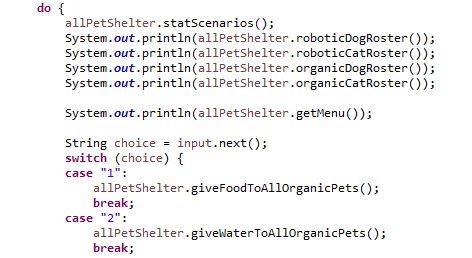 do {
allPetShelter.statScenarios();
System.out.println(allPetShelter.roboticDogRoster());
System.out.println(allPetShelter.roboticCatRoster());
System.out.println(allPetShelter.organicDogRoster());
System.out.println(allPetShelter.organicCatRoster());
System.out.println(allPetShelter.getMenu());
String choice = input.next();
switch (choice) {
case "1":
allPetShelter.giveFoodToAllOrganicPets();
break;
case "2":
allPetShelter.giveWaterToAllOrganicPets();
break;